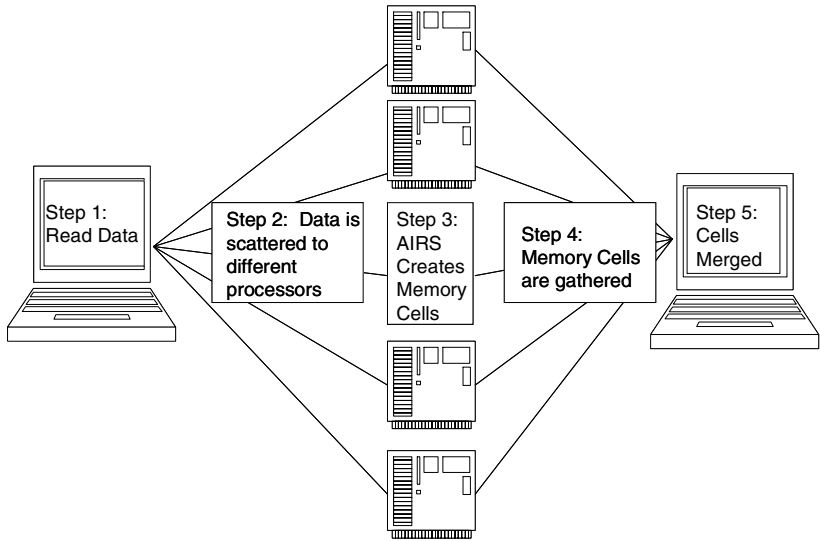 Step 1:
Read Data
Step 2:  Data is
scattered to
different
processors
Step 3:
AIRS
Creates
Memory
Cells
Step 4:
Memory Cells
are gathered
Step 5:
Cells
Merged